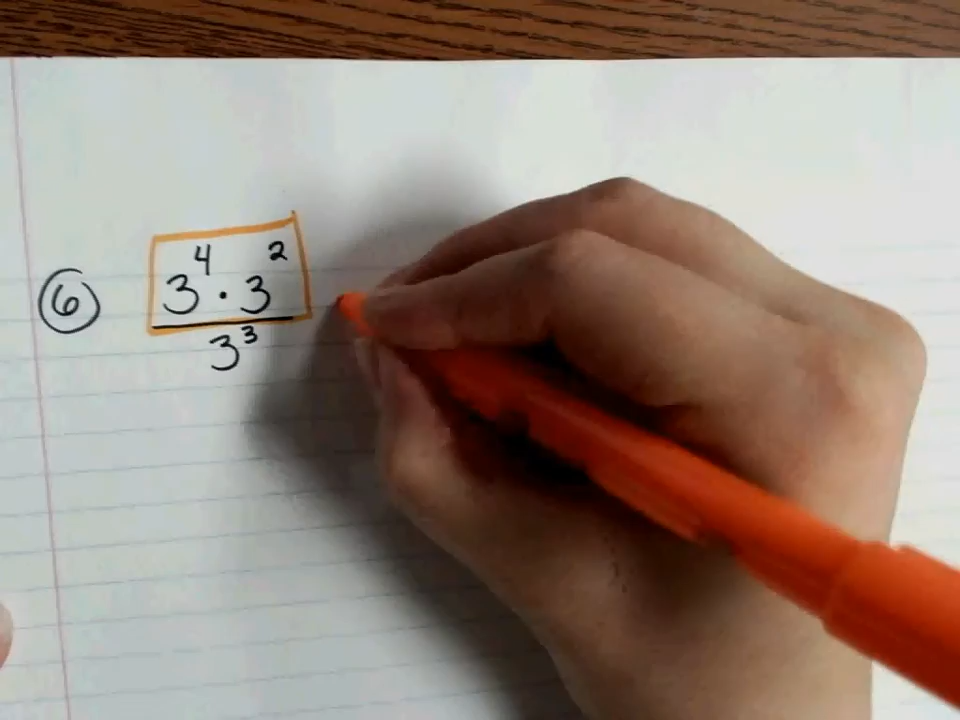 ⑥ 3⁴ · 3²
3³